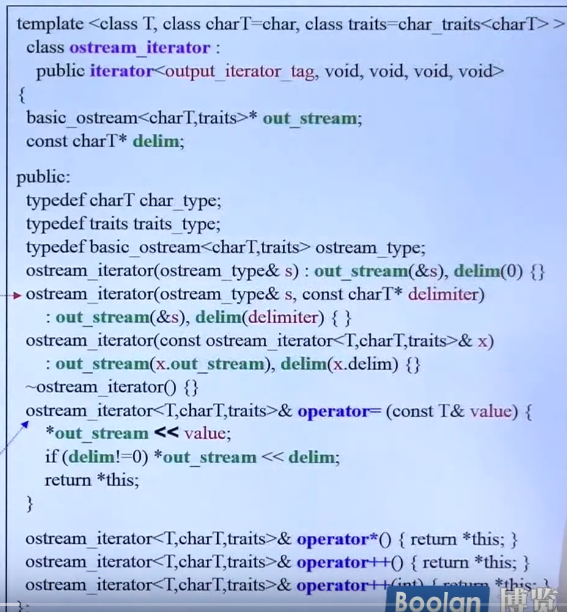 template <class T, class charT=char, class traits=char_traits<charT> >
class ostream_iterator :
public iterator<output_iterator_tag, void, void, void, void>
{
basic_ostream<charT,traits>* out_stream;
const charT* delim;
public:
typedef charT char_type;
typedef traits traits_type;
typedef basic_ostream<charT,traits> ostream_type;
ostream_iterator(ostream_type& s) : out_stream(&s), delim(0) {}
ostream_iterator(ostream_type& s, const charT* delimiter)
: out_stream(&s), delim(delimiter) { }
ostream_iterator(const ostream_iterator<T,charT,traits>& x)
: out_stream(x.out_stream), delim(x.delim) {}
~ostream_iterator() {}
ostream_iterator<T,charT,traits>& operator= (const T& value) {
*out_stream << value;
if (delim!=0) *out_stream << delim;
return *this;
}
ostream_iterator<T,charT,traits>& operator*() { return *this; }
ostream_iterator<T,charT,traits>& operator++() { return *this; }
ostream_iterator<T,charT,traits>& operator++(int) { return *this; }
};
Boolan 博览